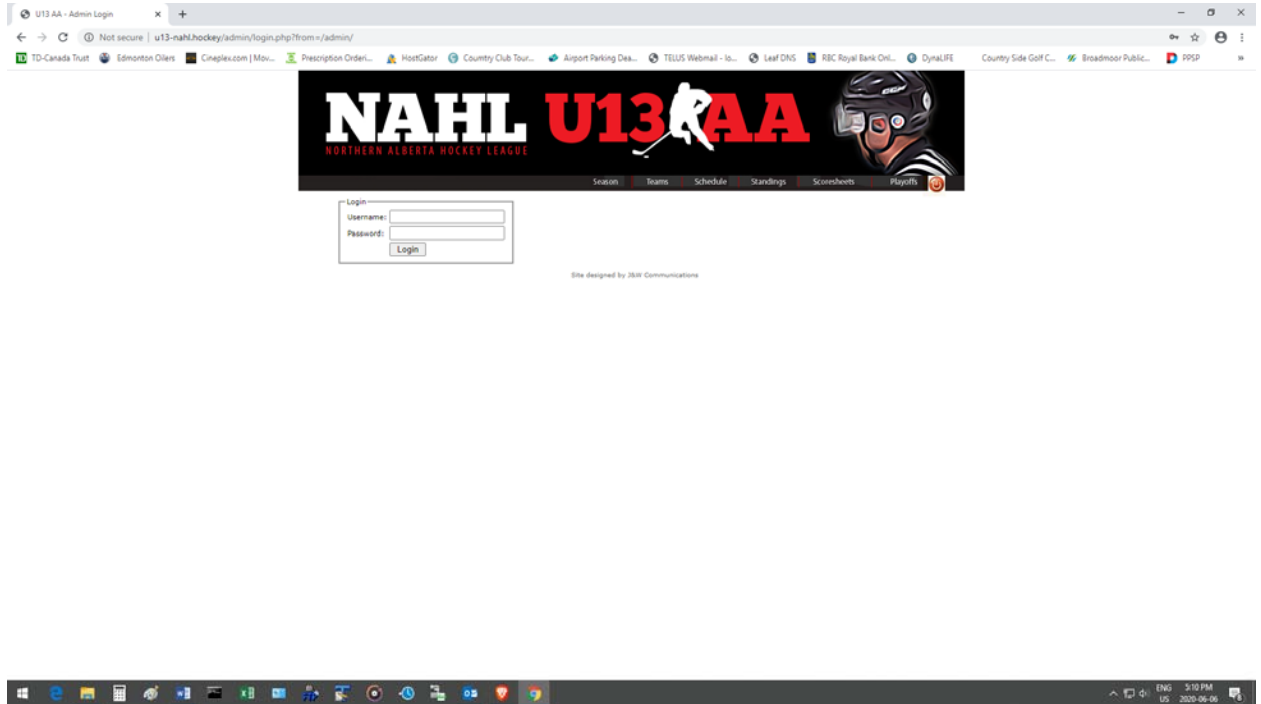 U13 AA - Admin Login
Not secure | u13-nahl.hockey/admin/login.php?from=/admin/
TD-Canada Trust Edmonton Oilers Cineplex.com | Mov... Prescription Orderi... HostGator Country Club Tour... Airport Parking Dea... TELUS Webmail - lo... Leaf DNS RBC Royal Bank Onl... DynaLIFE Country Side Golf C... Broadmoor Public... PPSP »
NAHL U13 AA
NORTHERN ALBERTA HOCKEY LEAGUE
CCM
Season Teams Schedule Standings Scoresheets Playoffs
Login
Username:
Password:
Login
Site designed by J&W Communications
ENG 5:10 PM
US 2020-06-06